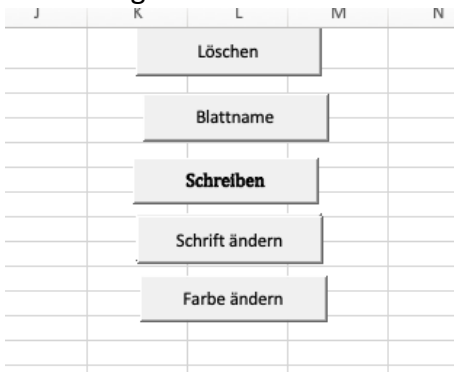 J K L M N
Löschen
Blattname
Schreiben
Schrift ändern
Farbe ändern